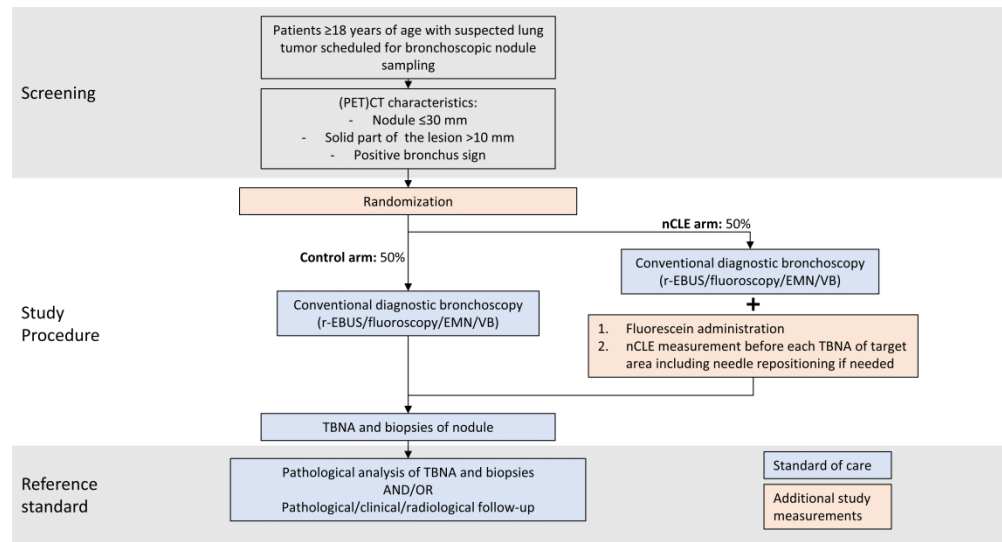 Screening
Patients ≥18 years of age with suspected lung
tumor scheduled for bronchoscopic nodule
sampling
(PET)CT characteristics:
- Nodule ≤30 mm
- Solid part of the lesion >10 mm
- Positive bronchus sign
Study
Procedure
Randomization
Control arm: 50%
nCLE arm: 50%
Conventional diagnostic bronchoscopy
(r-EBUS/fluoroscopy/EMN/VB)
Conventional diagnostic bronchoscopy
(r-EBUS/fluoroscopy/EMN/VB)
+
1. Fluorescein administration
2. nCLE measurement before each TBNA of target
area including needle repositioning if needed
TBNA and biopsies of nodule
Reference
standard
Pathological analysis of TBNA and biopsies
AND/OR
Pathological/clinical/radiological follow-up
Standard of care
Additional study
measurements